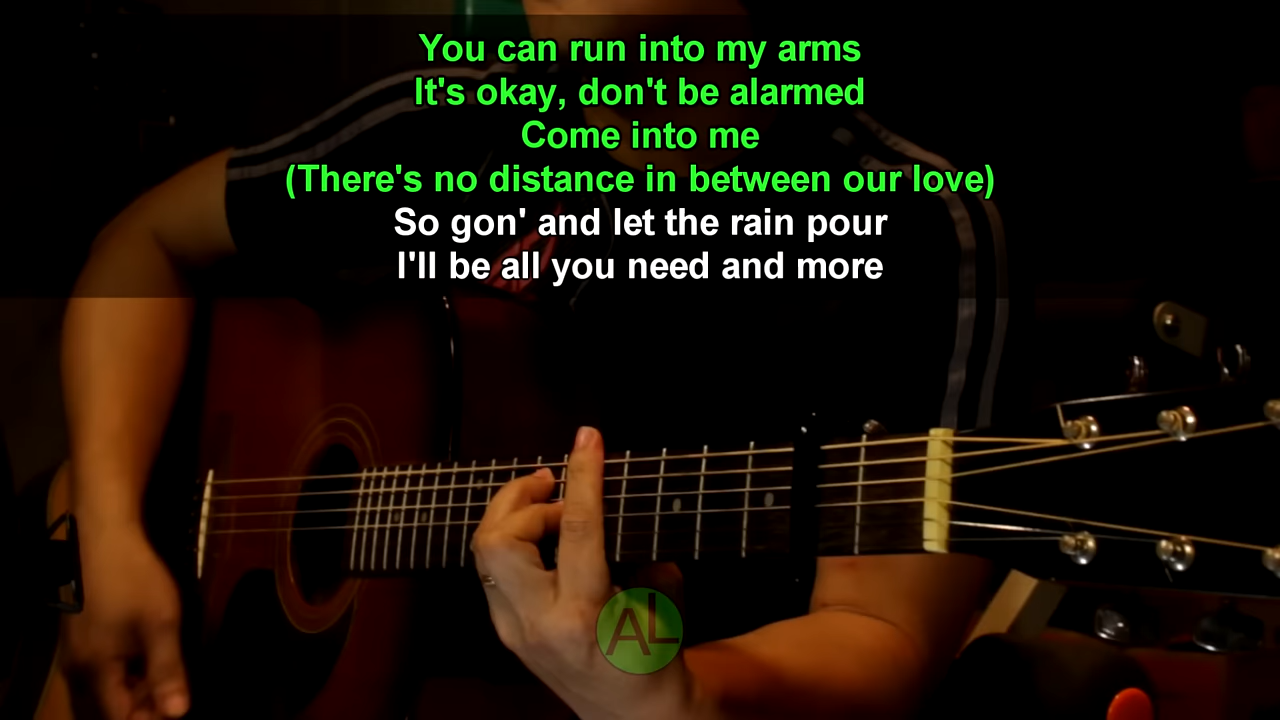 You can run into my arms
It's okay, don't be alarmed
Come into me
(There's no distance in between our love)
So gon' and let the rain pour
I'll be all you need and more
AL